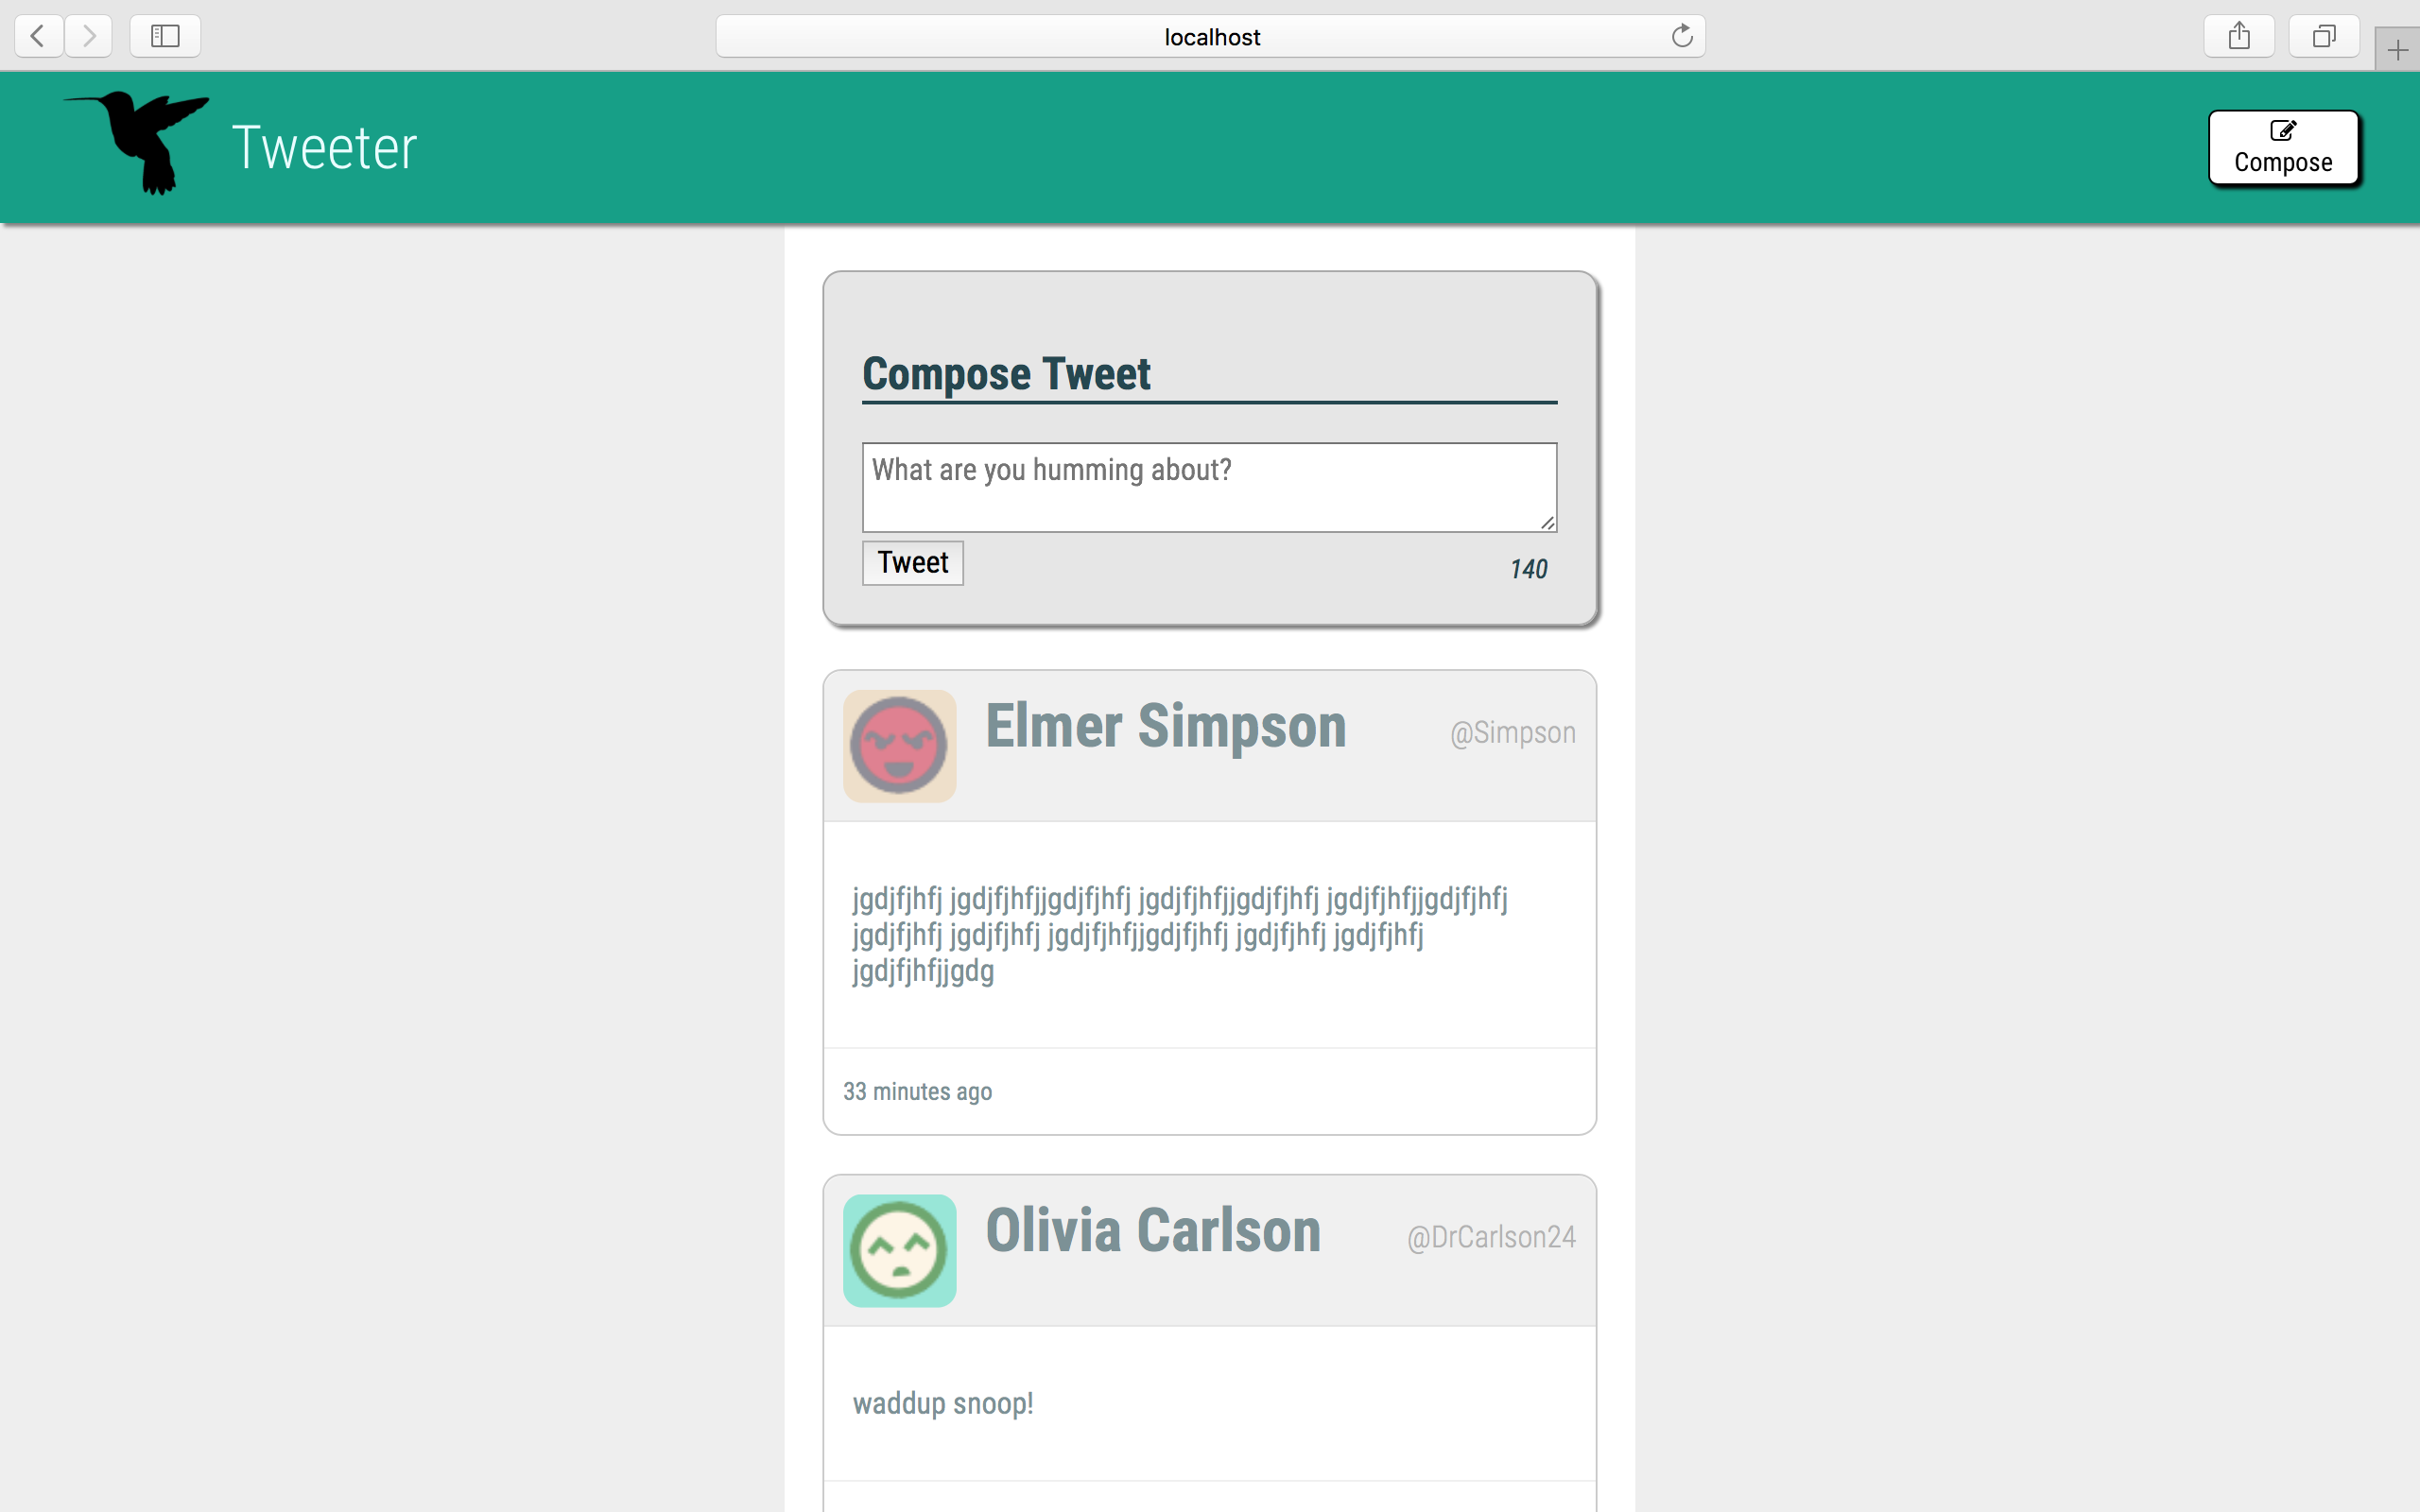 localhost
Tweeter
Compose
Compose Tweet
What are you humming about?
Tweet
140
Elmer Simpson
@Simpson
jgdjfjhfj jgdjfjhfjjgdjfjhfj jgdjfjhfjjgdjfjhfj jgdjfjhfjjgdjfjhfj
jgdjfjhfj jgdjfjhfj jgdjfjhfjjgdjfjhfj jgdjfjhfj jgdjfjhfj
jgdjfjhfjjgdg
33 minutes ago
Olivia Carlson
@DrCarlson24
waddup snoop!